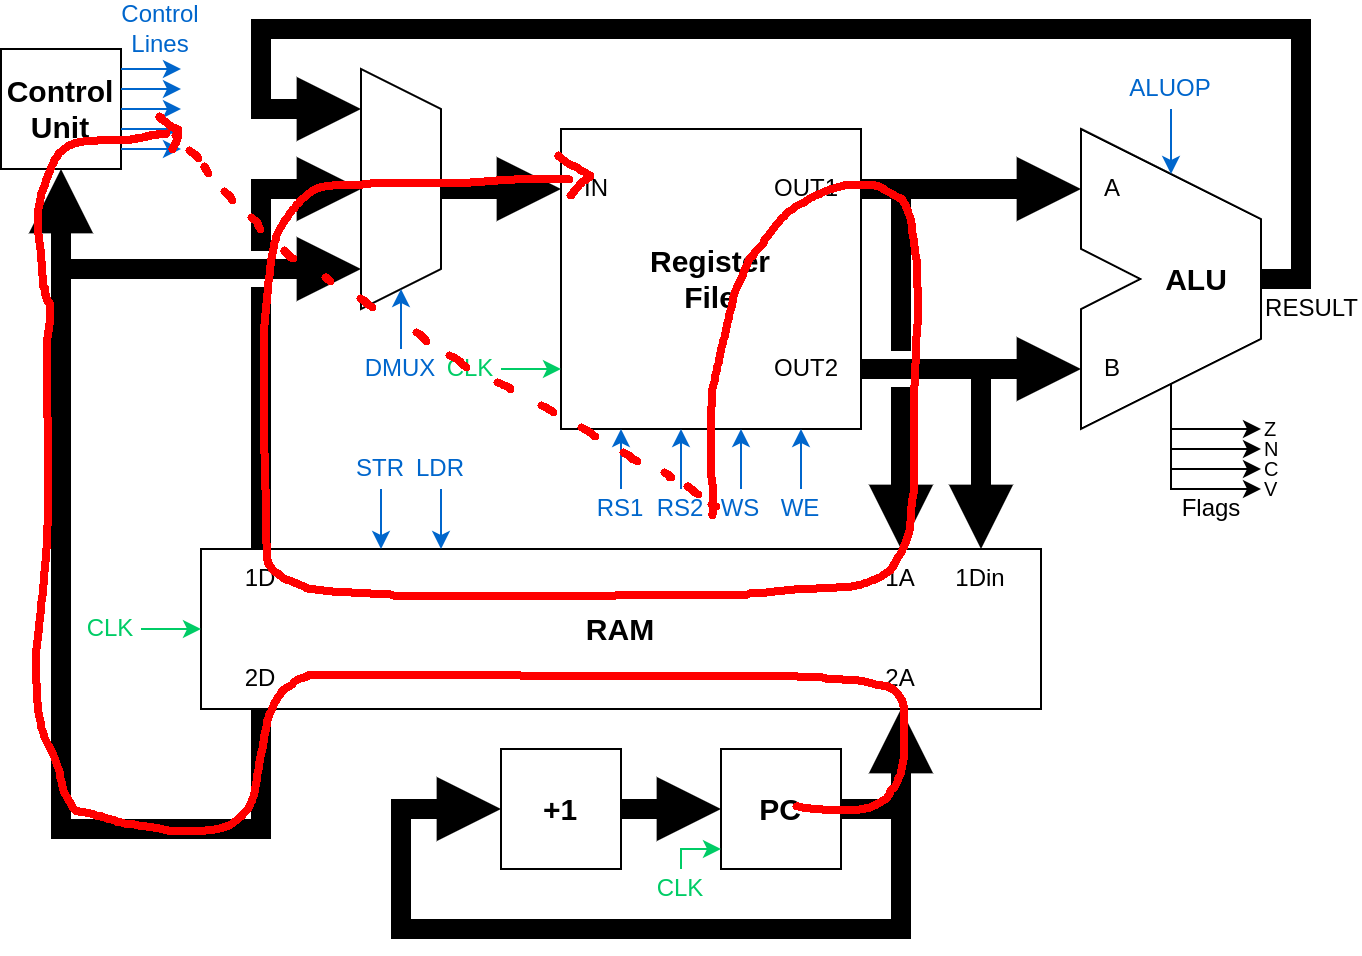 Control
Lines
Control
Unit
ALUOP
IN
OUT1
A
Register
File
ALU
RESULT
DMUX
CLK
OUT2
B
Z
N
C
V
Flags
STR
LDR
RS1
RS2
WS
WE
1D
1A
1Din
CLK
RAM
2D
2A
+1
PC
CLK